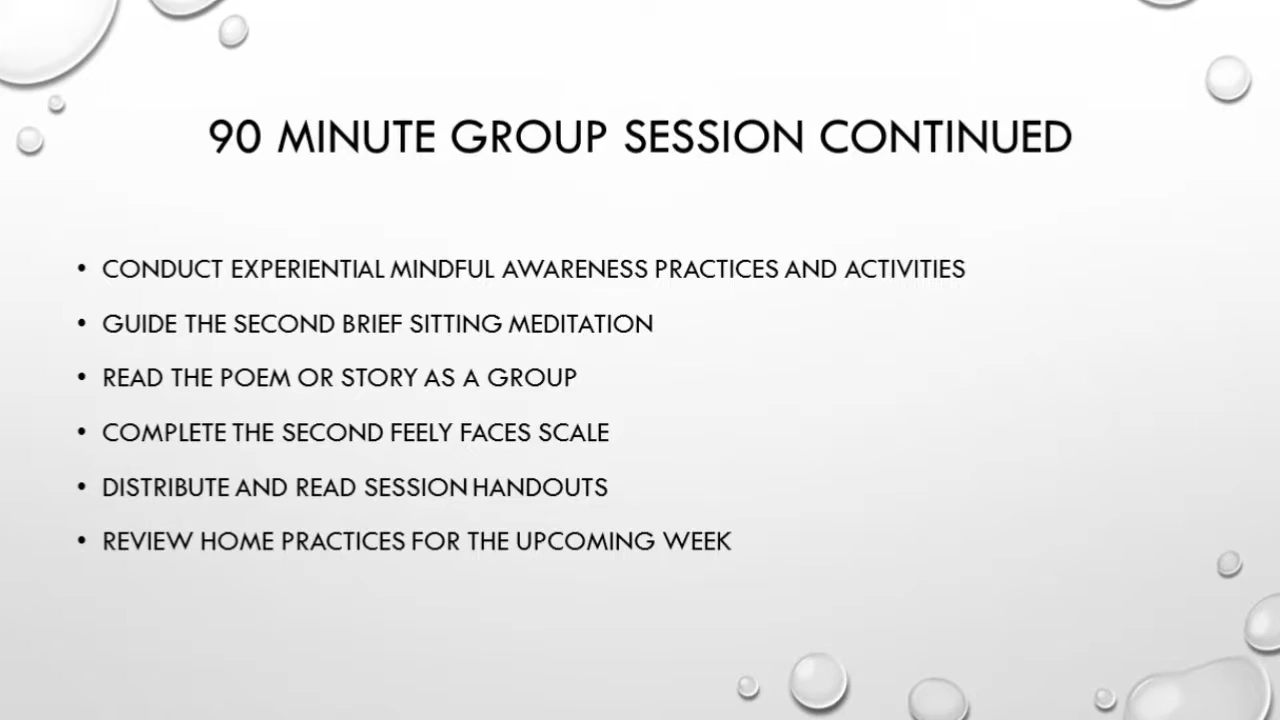 90 MINUTE GROUP SESSION CONTINUED
• CONDUCT EXPERIENTIAL MINDFUL AWARENESS PRACTICES AND ACTIVITIES
• GUIDE THE SECOND BRIEF SITTING MEDITATION
• READ THE POEM OR STORY AS A GROUP
• COMPLETE THE SECOND FEELY FACES SCALE
• DISTRIBUTE AND READ SESSION HANDOUTS
• REVIEW HOME PRACTICES FOR THE UPCOMING WEEK